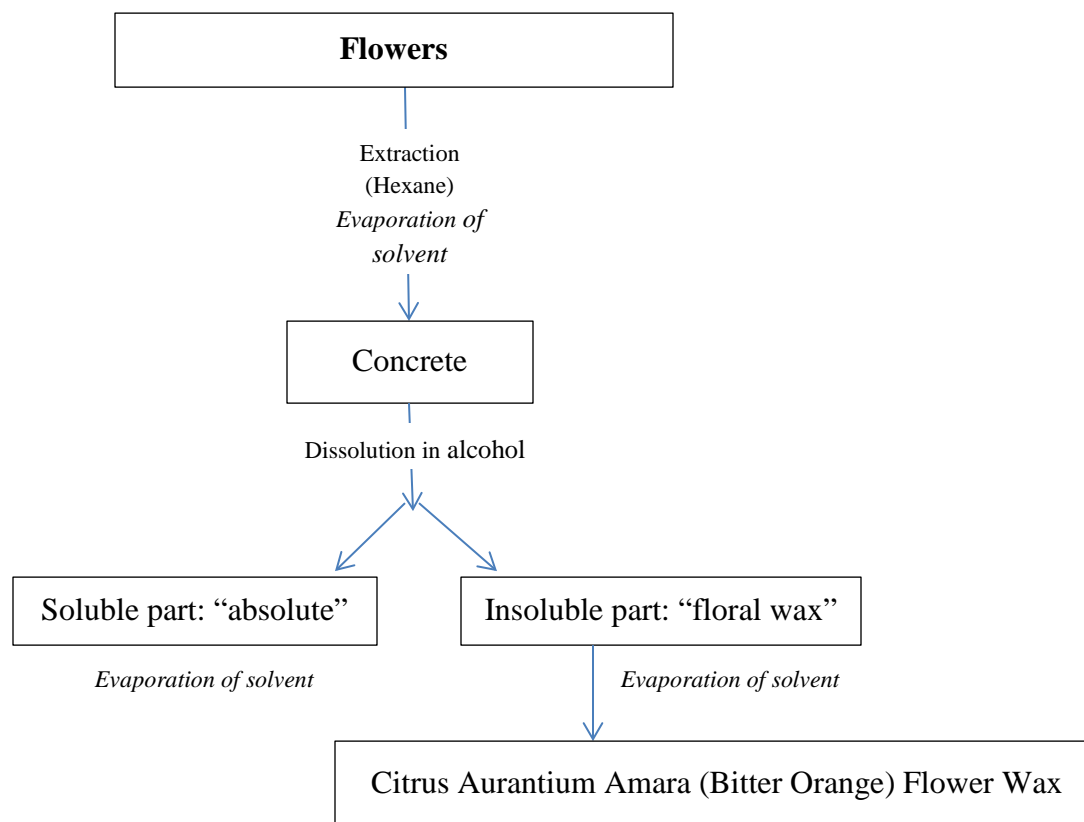 Flowers
Extraction
(Hexane)
Evaporation of
solvent
Concrete
Dissolution in alcohol
Soluble part: “absolute”
Insoluble part: “floral wax”
Evaporation of solvent
Evaporation of solvent
Citrus Aurantium Amara (Bitter Orange) Flower Wax